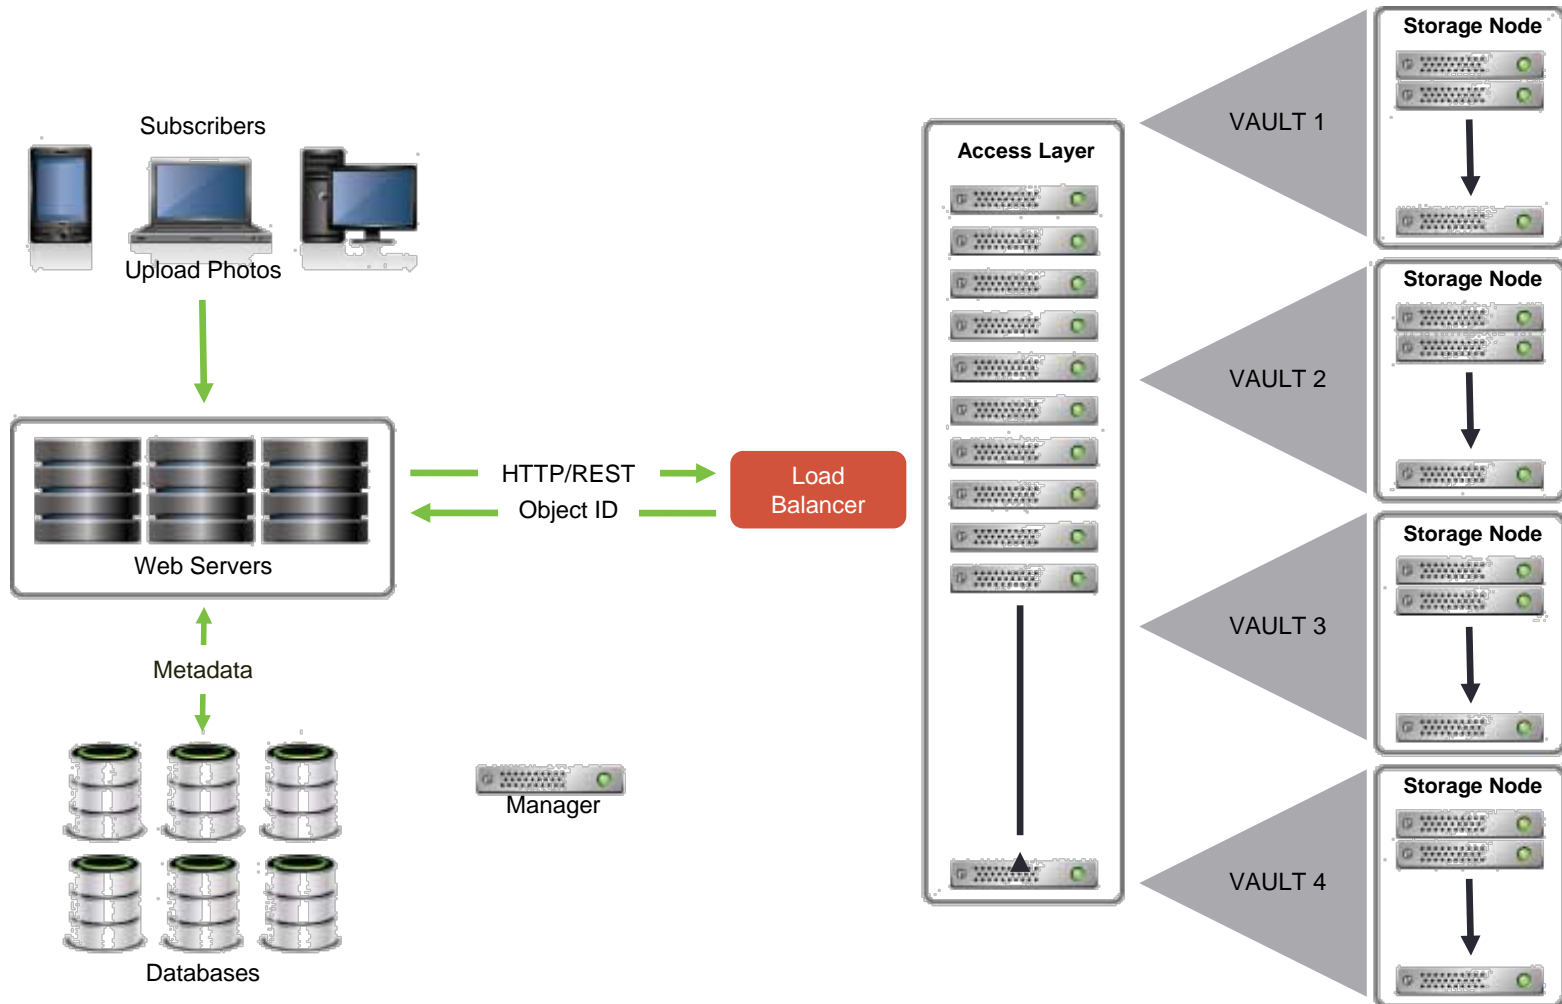 Subscribers
Upload Photos
Web Servers
Metadata
Databases
HTTP/REST
Object ID
Manager
Load
Balancer
Access Layer
VAULT 1
VAULT 2
VAULT 3
VAULT 4
Storage Node
Storage Node
Storage Node
Storage Node